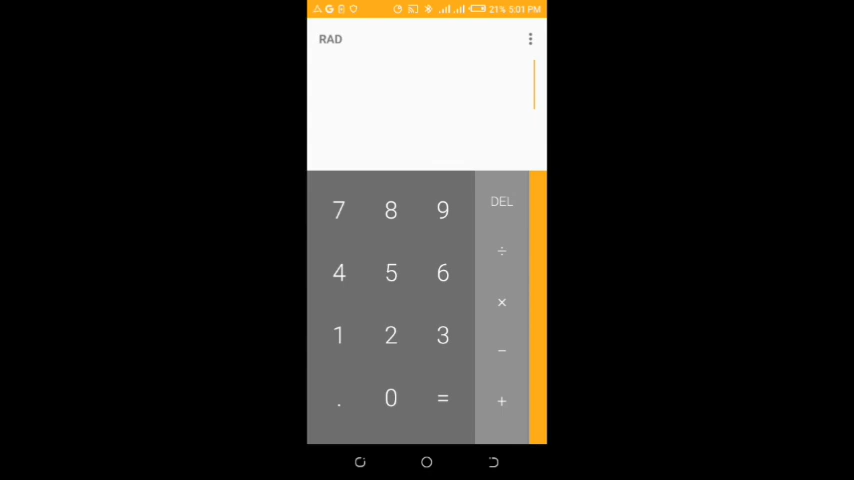 21% 5:01 PM
RAD
7 8 9 DEL
÷
4 5 6
×
1 2 3
−
. 0 =
+